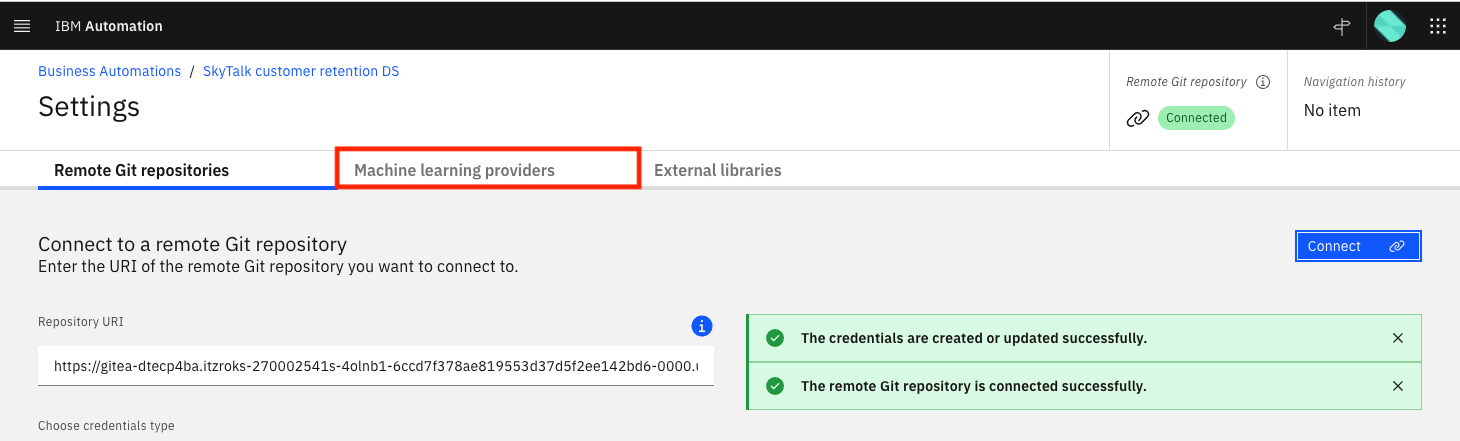 IBM Automation
Business Automations / SkyTalk customer retention DS
Settings
Remote Git repository
Connected
Navigation history
No item
Remote Git repositories
Machine learning providers
External libraries
Connect to a remote Git repository
Enter the URI of the remote Git repository you want to connect to.
Connect
Repository URI
https://gitea-dtecp4ba.itzroks-270002541s-4olnb1-6ccd7f378ae819553d37d5f2ee142bd6-0000.u
The credentials are created or updated successfully.
The remote Git repository is connected successfully.
Choose credentials type